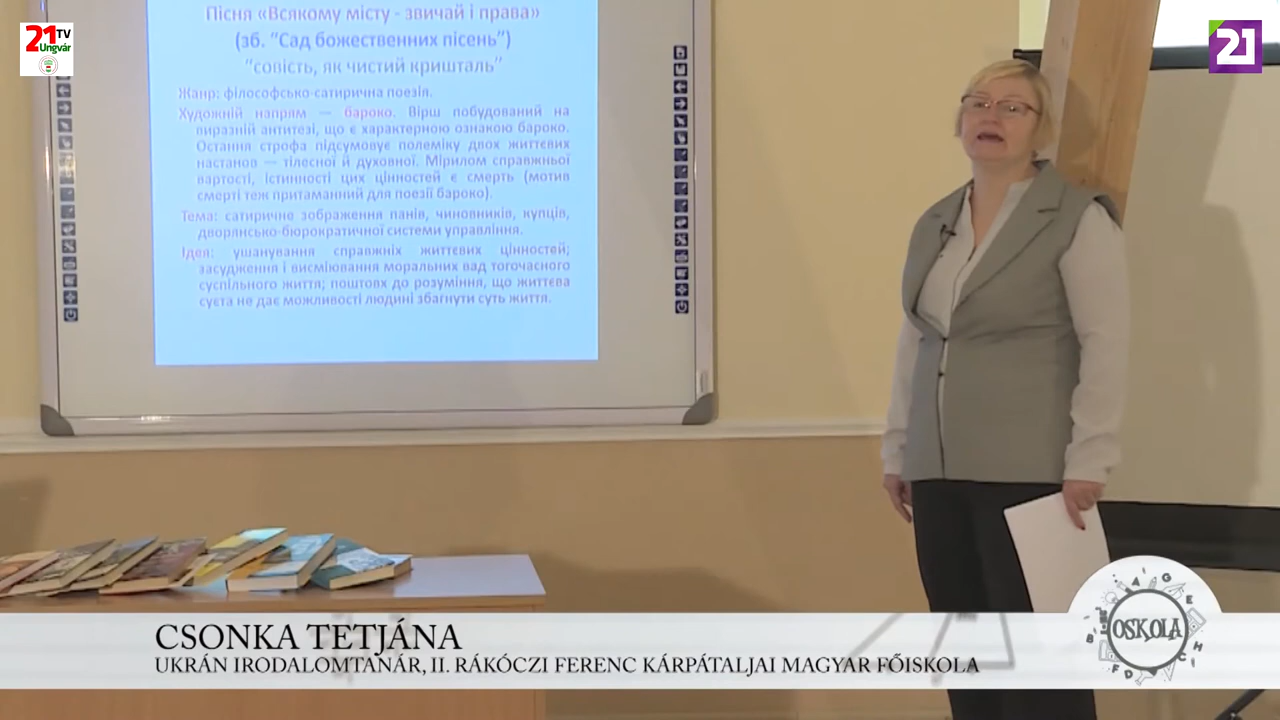 21 TV
Ungvár
21
Пісня «Всякому місту - звичай і права»
(зб. "Сад божественних пісень")
"совість, як чистий кришталь"
Жанр: філософсько-сатирична поезія.
Художній напрям — бароко. Вірш побудований на
виразній антитезі, що є характерною ознакою бароко.
Остання строфа підсумовує полеміку двох життєвих
настанов — тілесної й духовної. Мірилом справжньої
вартості, істинності цих цінностей є смерть (мотив
смерті теж притаманний для поезії бароко).
Тема: сатиричне зображення панів, чиновників, купців,
дворянсько-бюрократичної системи управління.
Ідея: ушанування справжніх життєвих цінностей;
засудження і висміювання моральних вад тогочасного
суспільного життя; поштовх до розуміння, що життєва
суєта не дає можливості людині збагнути суть життя.
CSONKA TETJÁNA
UKRÁN IRODALOMTANÁR, II. RÁKÓCZI FERENC KÁRPÁTALJAI MAGYAR FŐISKOLA
OSKOLA